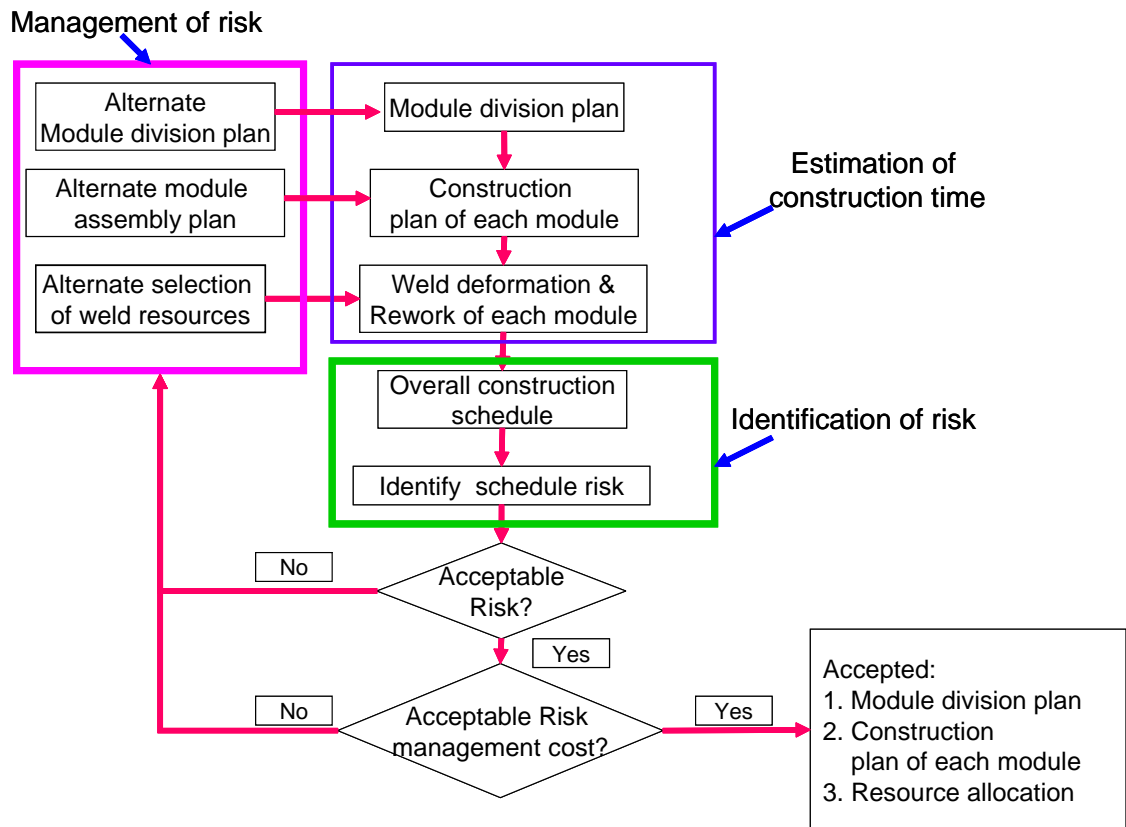 Management of risk
Alternate
Module division plan
Module division plan
Alternate module
assembly plan
Construction
plan of each module
Estimation of
construction time
Alternate selection
of weld resources
Weld deformation &
Rework of each module
Overall construction
schedule
Identification of risk
Identify schedule risk
No
Acceptable
Risk?
Yes
No
Acceptable Risk
management cost?
Yes
Accepted:
1. Module division plan
2. Construction
plan of each module
3. Resource allocation